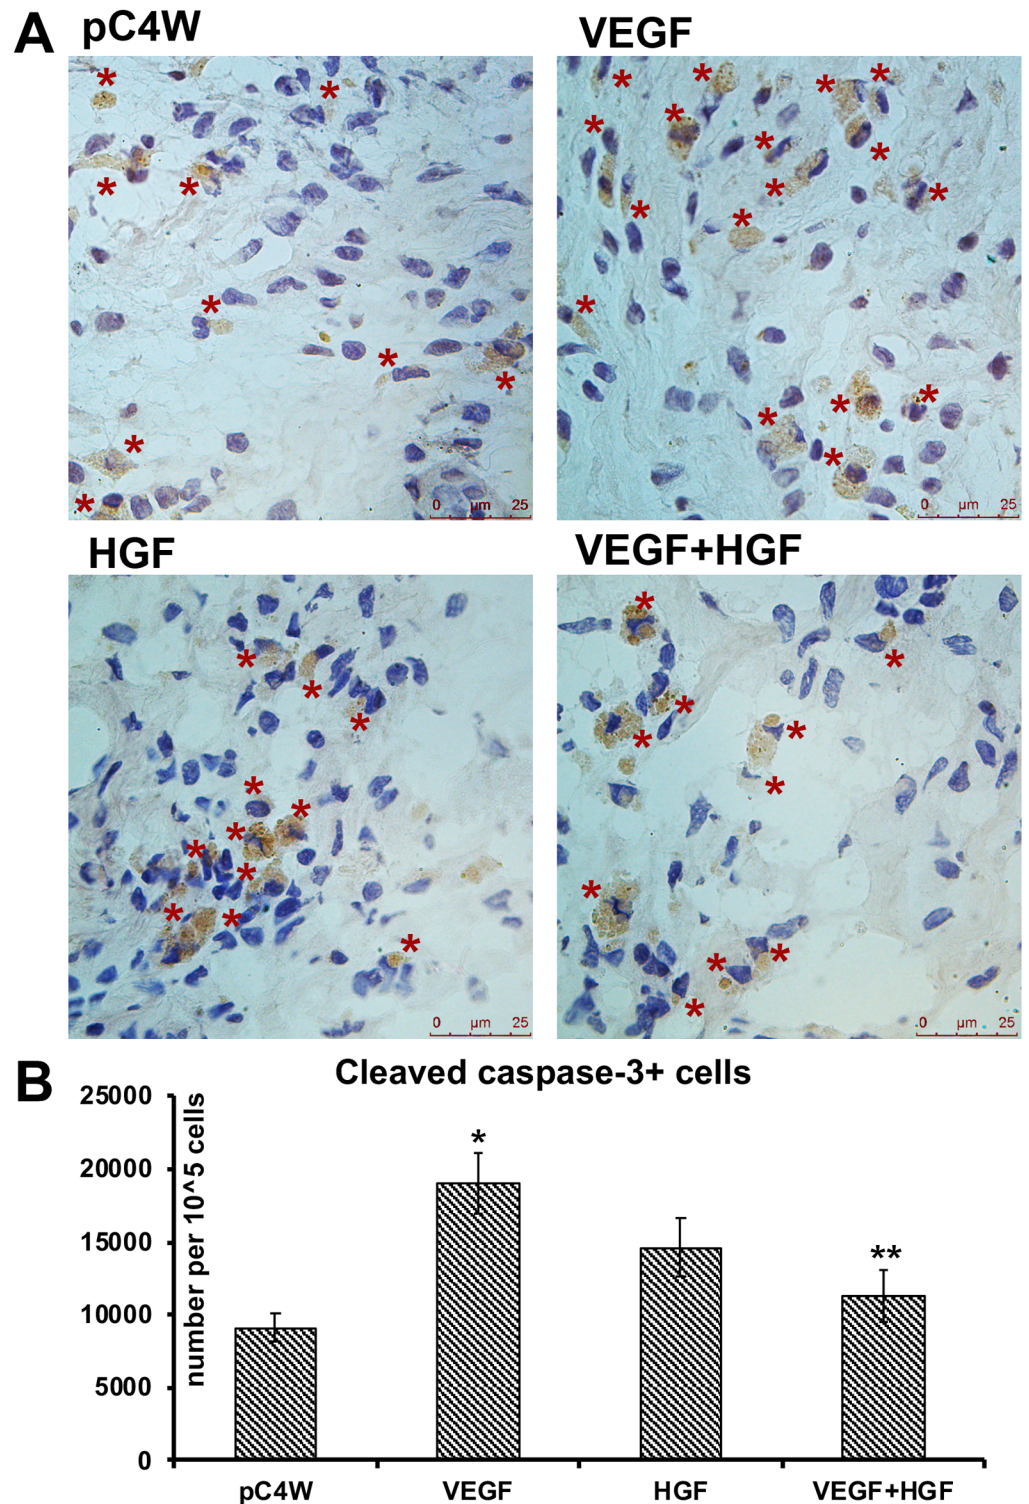 A
pC4W
VEGF
* * * * * * * * *
* * * * * * * * * * * * * * *
0 µm 25
0 µm 25
HGF
VEGF+HGF
* * * * * * * * * * *
* * * * * * * * * *
0 µm 25
0 µm 25
B
Cleaved caspase-3+ cells
number per 10^5 cells
25000
20000
15000
10000
5000
0
*
**
pC4W
VEGF
HGF
VEGF+HGF